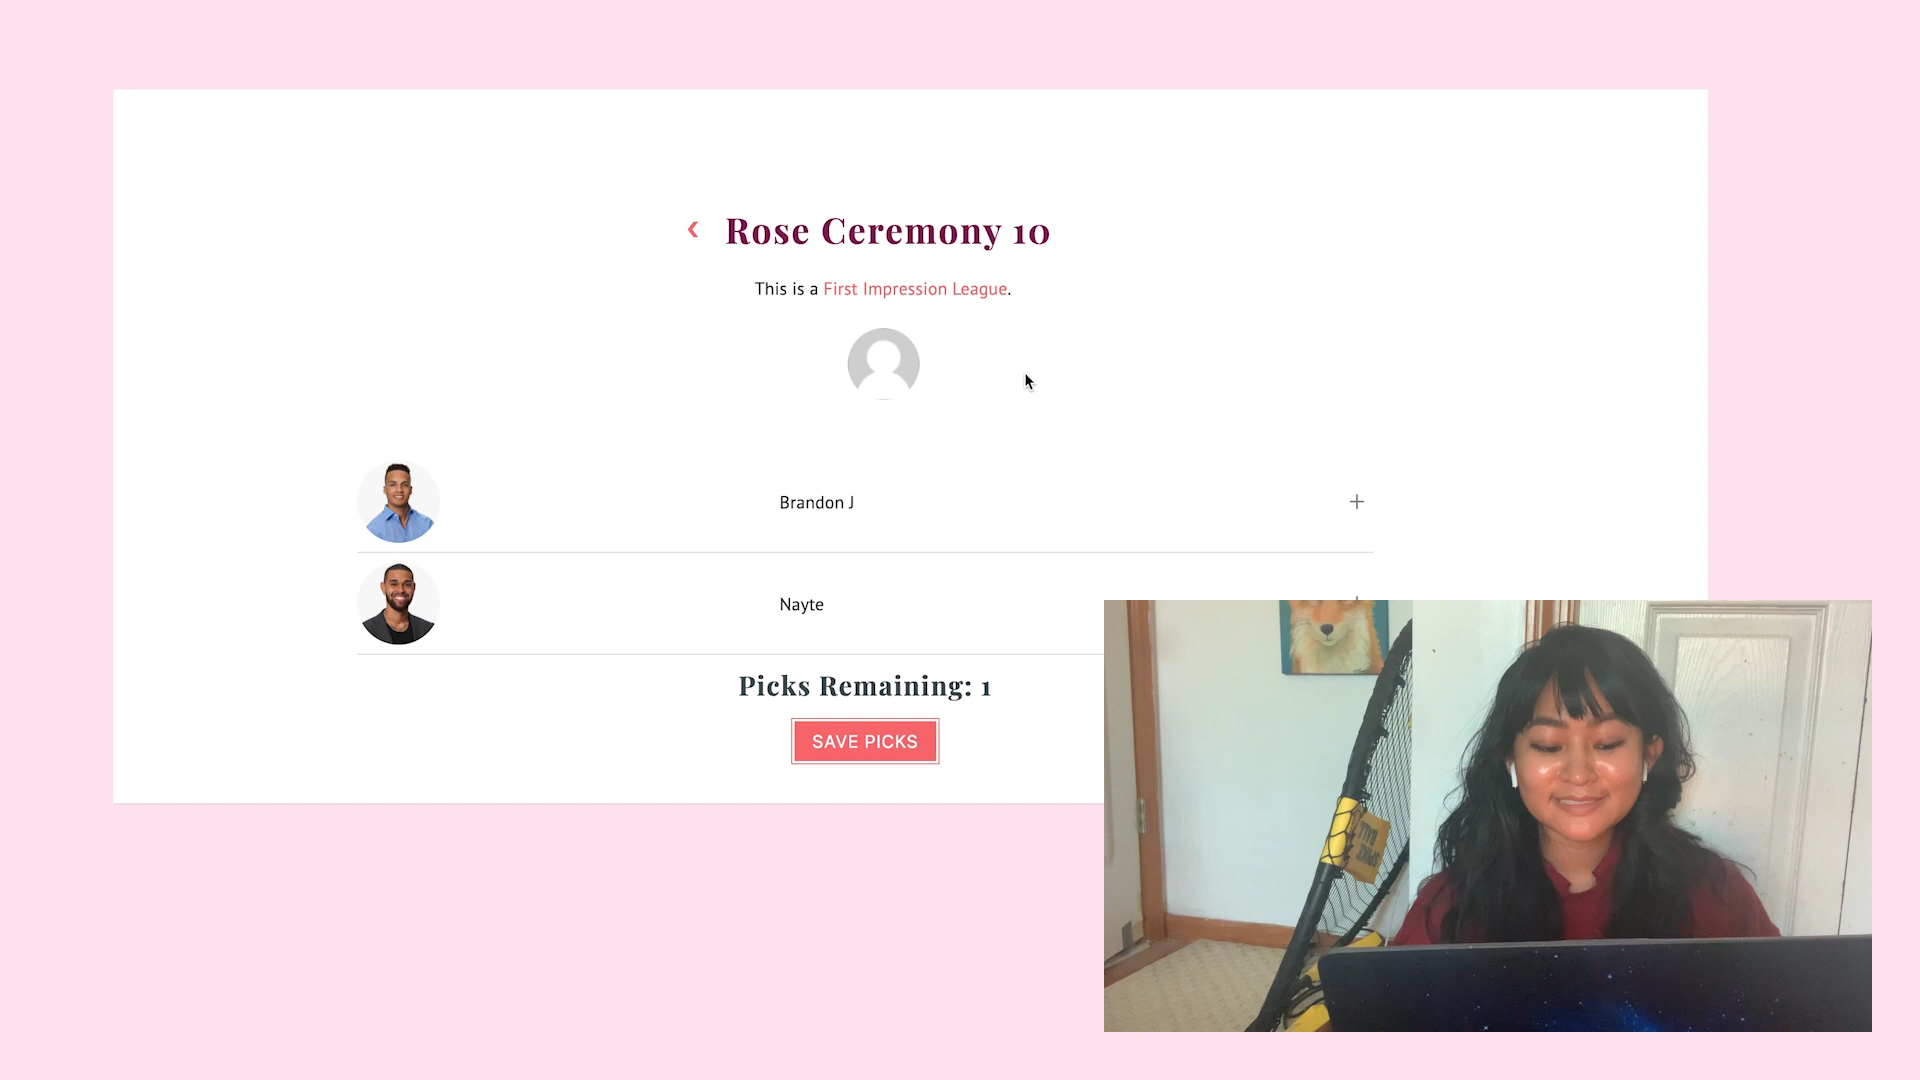 Rose Ceremony 10
This is a First Impression League.
Brandon J
Nayte
Picks Remaining: 1
SAVE PICKS